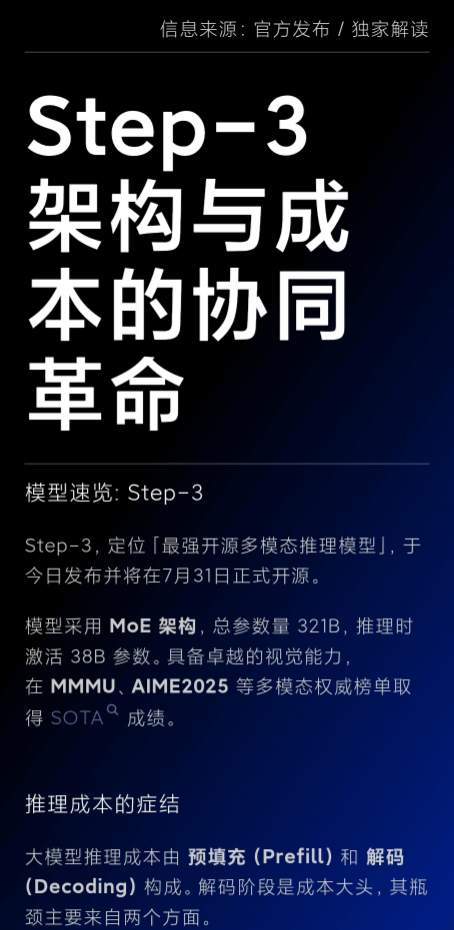 信息来源：官方发布 / 独家解读
Step-3
架构与成
本的协同
革命
模型速览: Step-3
Step-3, 定位「最强开源多模态推理模型」, 于
今日发布并将在7月31日正式开源。
模型采用 MoE 架构, 总参数量 321B, 推理时
激活 38B 参数。具备卓越的视觉能力,
在 MMMU、AIME2025 等多模态权威榜单取
得 SOTA 成绩。
推理成本的症结
大模型推理成本由 预填充 (Prefill) 和 解码
(Decoding) 构成。解码阶段是成本大头, 其瓶
颈主要来自两个方面。